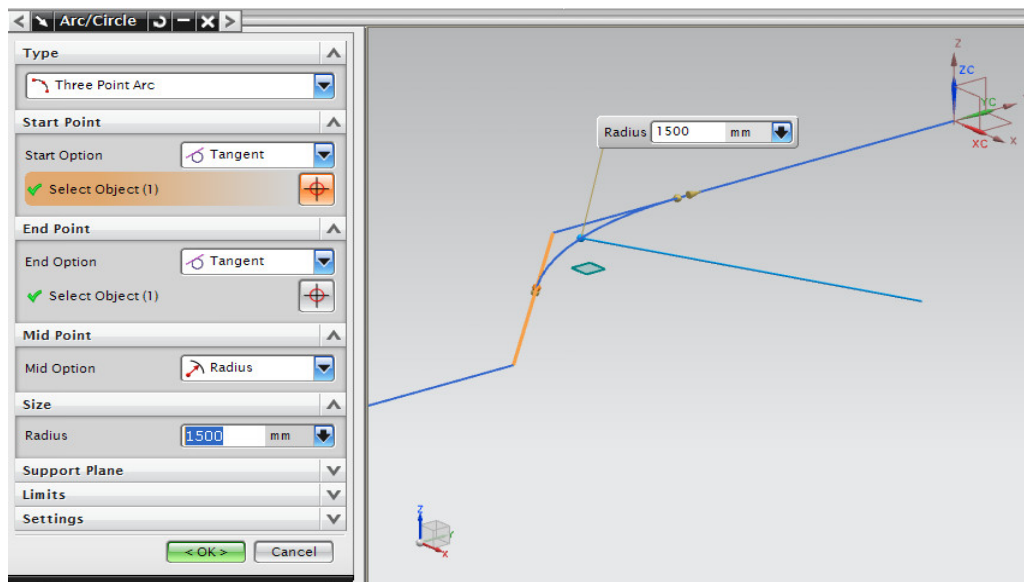 Arc/Circle
Type
Three Point Arc
Start Point
Start Option Tangent
Select Object (1)
End Point
End Option Tangent
Select Object (1)
Mid Point
Mid Option Radius
Size
Radius 1500 mm
Support Plane
Limits
Settings
< OK > Cancel
Radius 1500 mm
Z
ZC
YC
XC
X
Z
Y
X